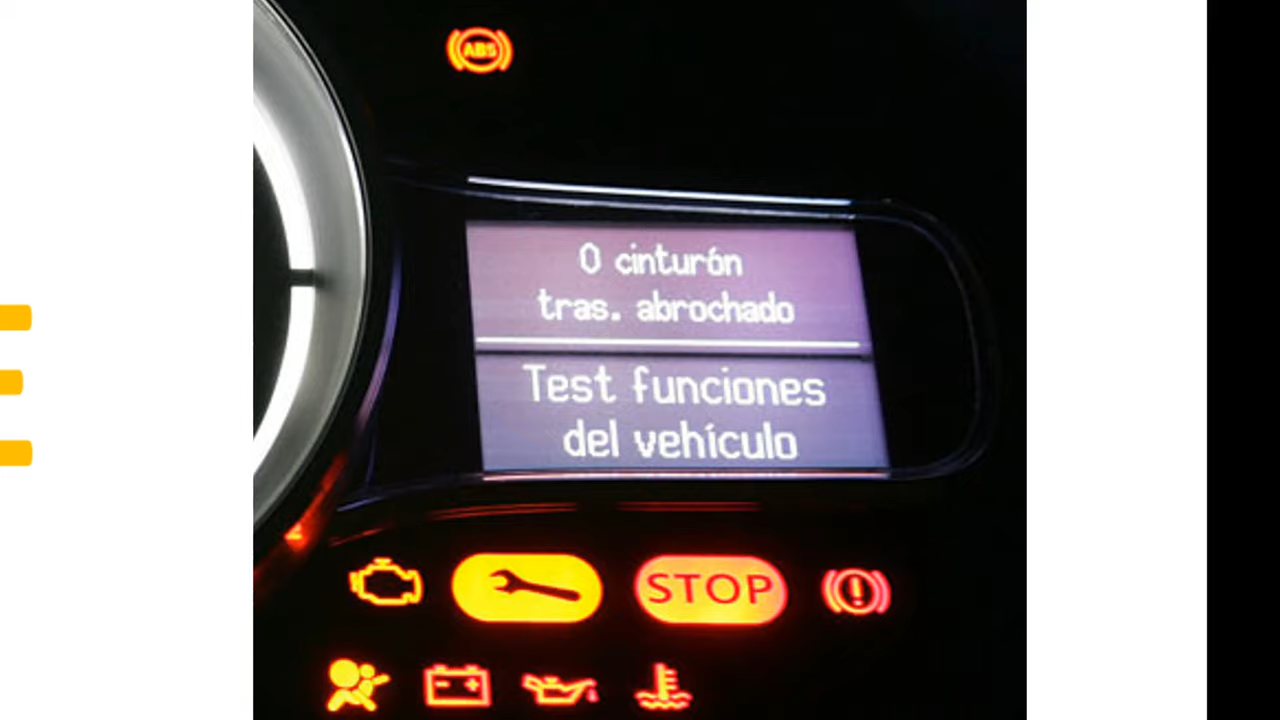 ABS
0 cinturón
tras. abrochado
Test funciones
del vehículo
STOP